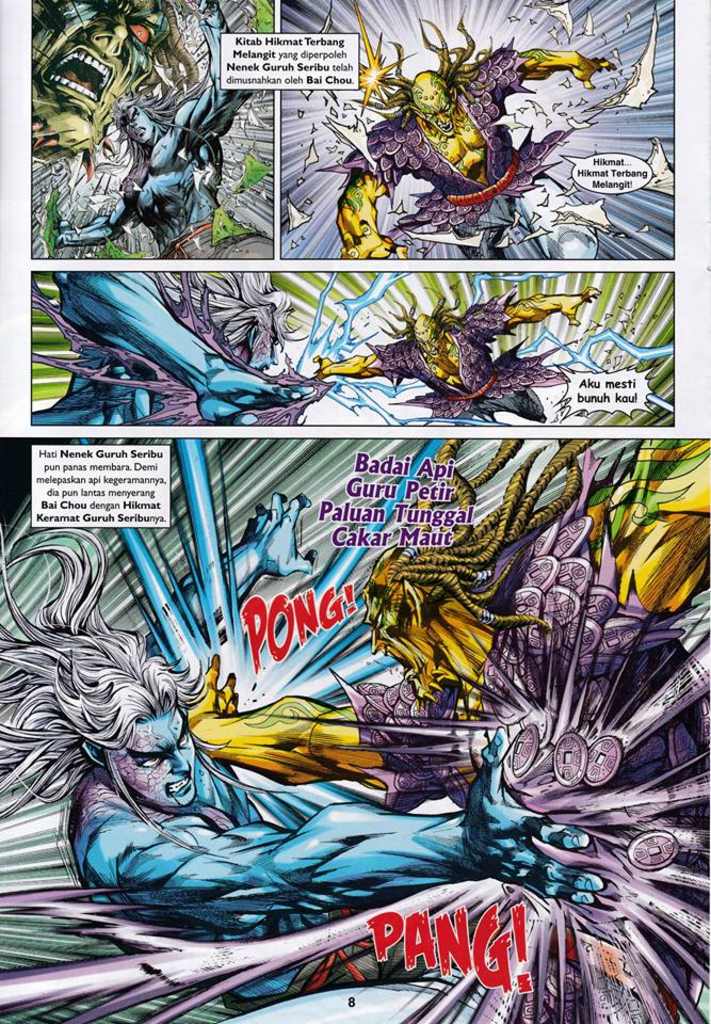 Kitab Hikmat Terbang
Melangit yang diperpoleh
Nenek Guruh Seribu telah
dimusnahkan oleh Bai Chou.
Hikmat...
Hikmat Terbang
Melangit!
Aku mesti
bunuh kau!
Hati Nenek Guruh Seribu
pun panas membara. Demi
melepaskan api kegeramannya,
dia pun lantas menyerang
Bai Chou dengan Hikmat
Keramat Guruh Seribunya.
Badai Api
Guru Petir
Paluan Tunggal
Cakar Maut
PONG!
PANG!
8